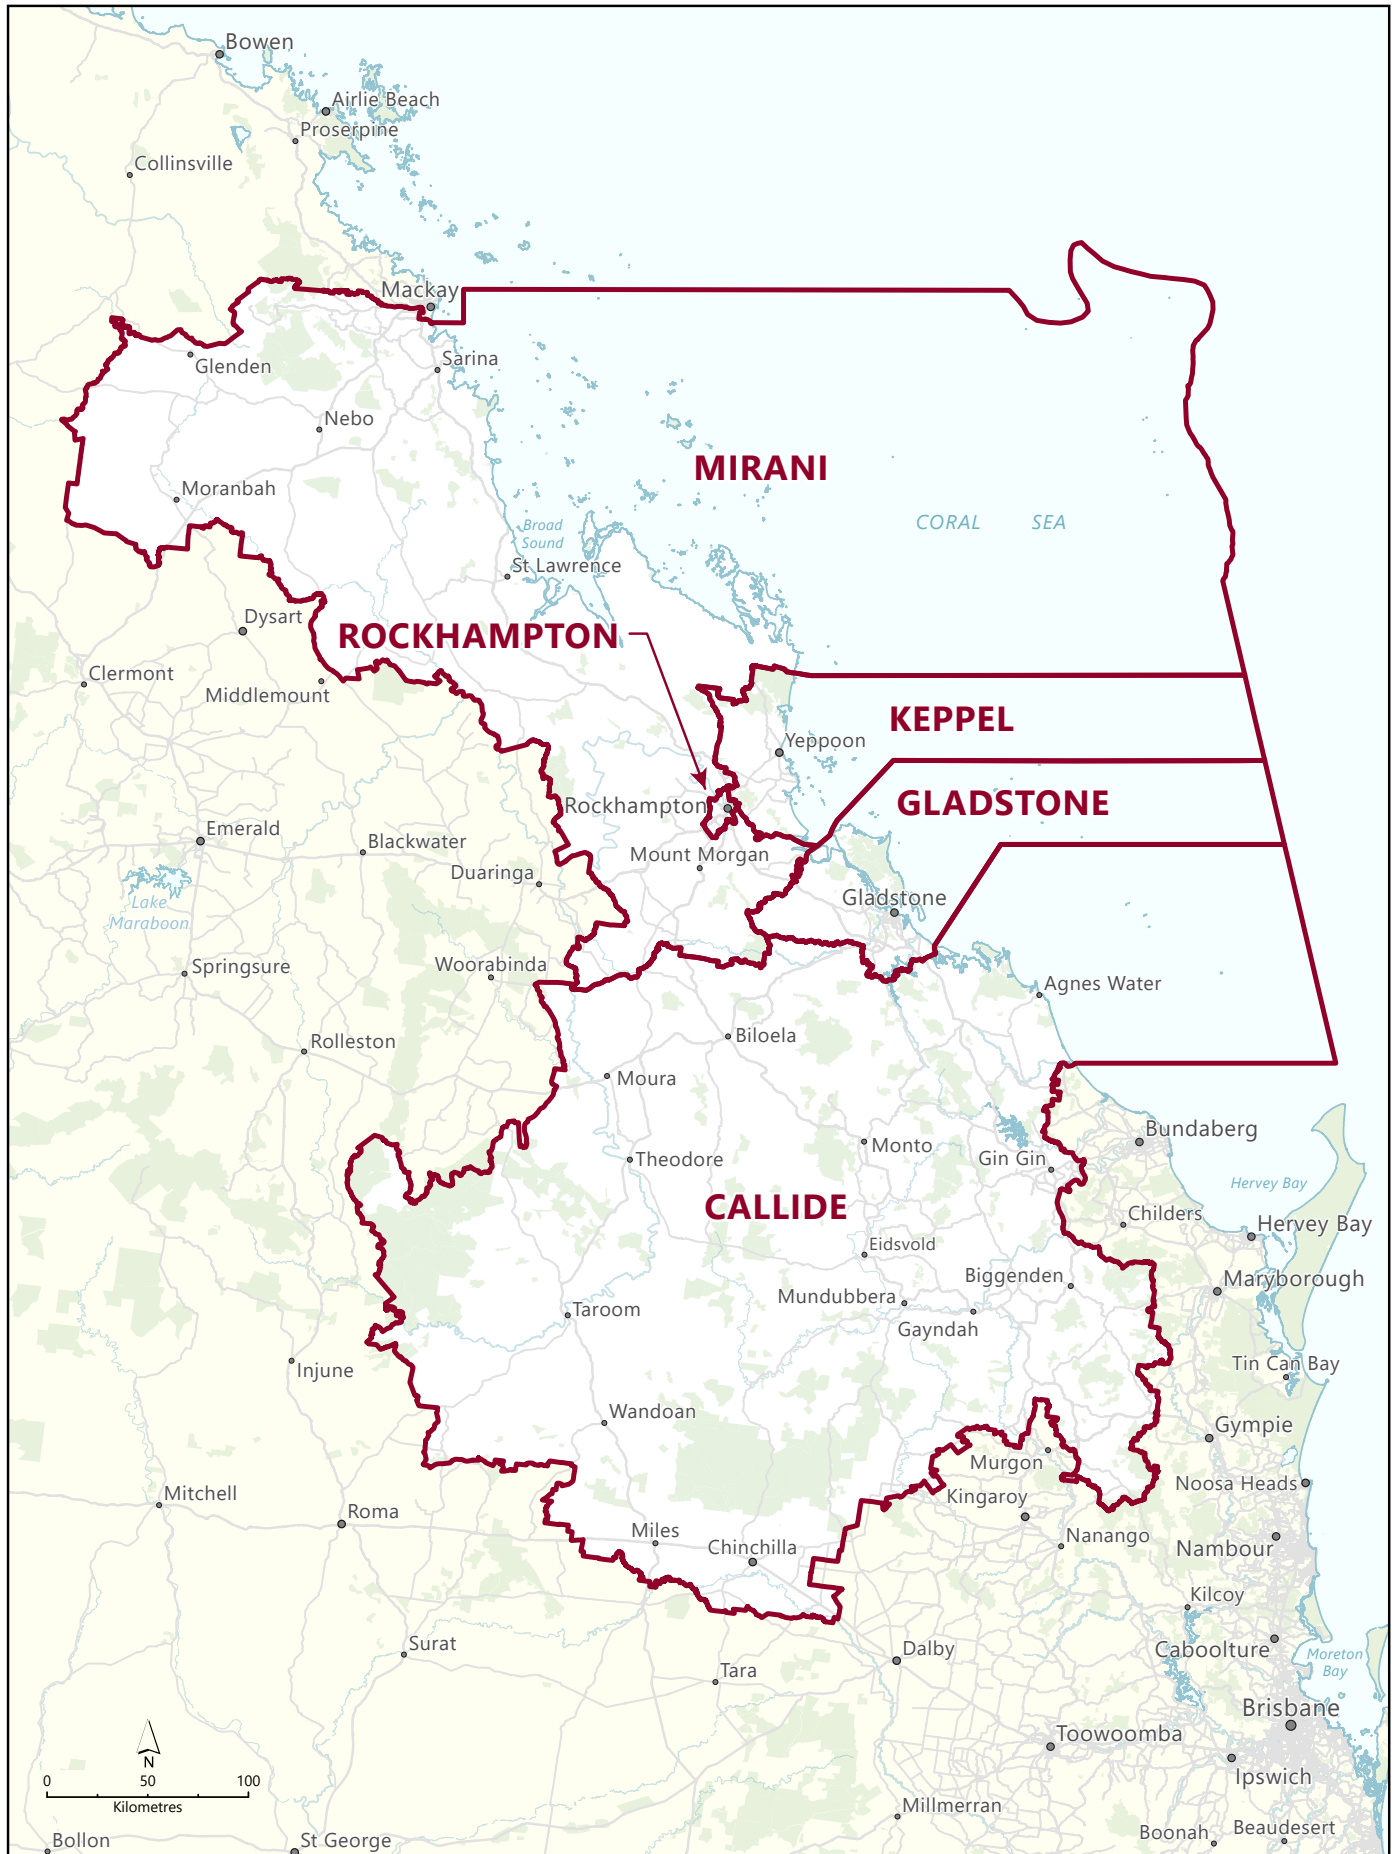 Bowen
Airlie Beach
Proserpine
Collinsville
Mackay
Glenden
Sarina
Nebo
MIRANI
Moranbah
CORAL SEA
Broad
Sound
St Lawrence
Dysart
ROCKHAMPTON
Clermont
Middlemount
KEPPEL
Yeppoon
GLADSTONE
Rockhampton
Emerald
Blackwater
Mount Morgan
Duaringa
Lake
Maraboon
Gladstone
Springsure
Woorabinda
Agnes Water
Rolleston
Biloela
Moura
Bundaberg
Monto
Theodore
Gin Gin
Hervey Bay
CALLIDE
Childers
Hervey Bay
Eidsvold
Biggenden
Maryborough
Mundubbera
Taroom
Gayndah
Injune
Tin Can Bay
Wandoan
Gympie
Murgon
Noosa Heads
Mitchell
Kingaroy
Roma
Miles
Nanango
Chinchilla
Nambour
Kilcoy
Surat
Dalby
Caboolture
Moreton
Bay
Tara
Brisbane
Toowoomba
N
0 50 100
Kilometres
Ipswich
Millmerran
Bollon
St George
Boonah
Beaudesert